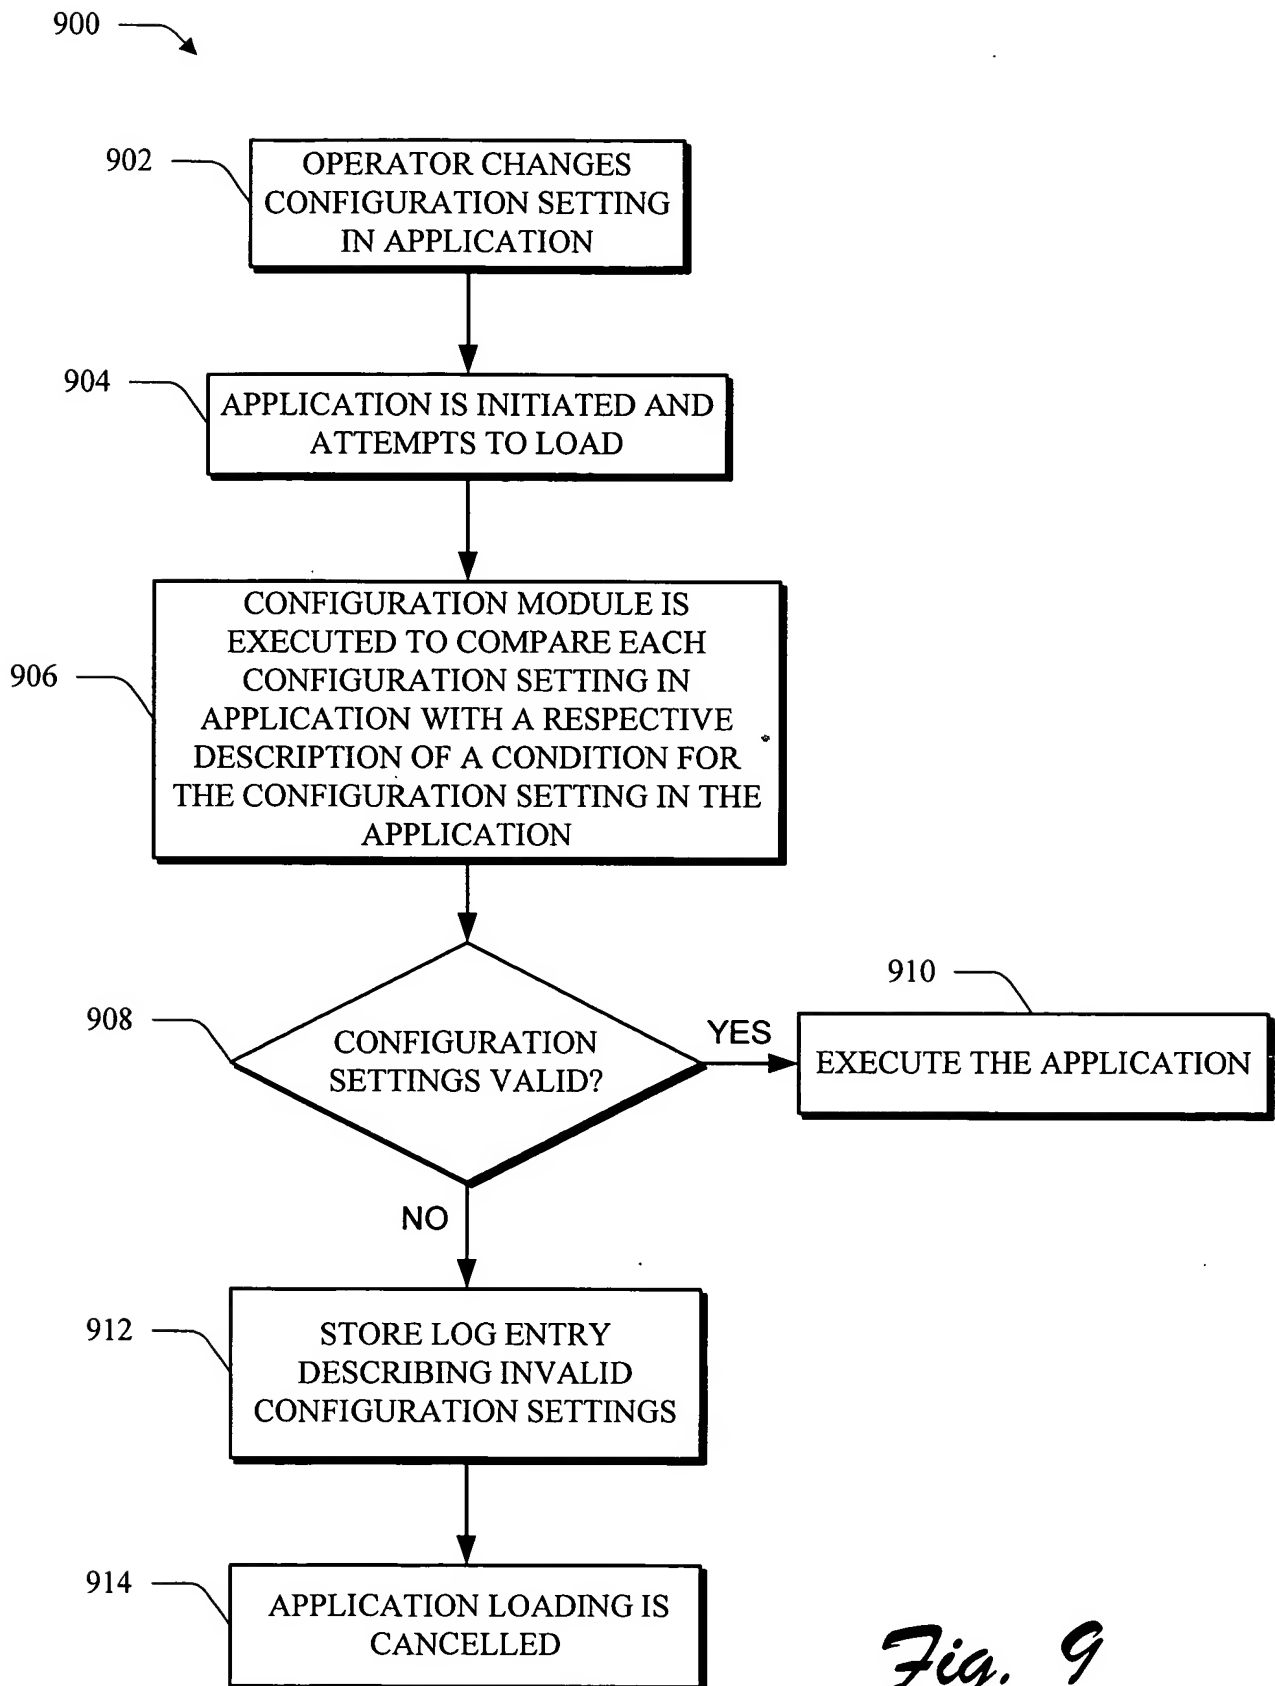 900
902
OPERATOR CHANGES
CONFIGURATION SETTING
IN APPLICATION
904
APPLICATION IS INITIATED AND
ATTEMPTS TO LOAD
906
CONFIGURATION MODULE IS
EXECUTED TO COMPARE EACH
CONFIGURATION SETTING IN
APPLICATION WITH A RESPECTIVE
DESCRIPTION OF A CONDITION FOR
THE CONFIGURATION SETTING IN THE
APPLICATION
908
CONFIGURATION
SETTINGS VALID?
YES
910
EXECUTE THE APPLICATION
NO
912
STORE LOG ENTRY
DESCRIBING INVALID
CONFIGURATION SETTINGS
914
APPLICATION LOADING IS
CANCELLED
Fig. 9